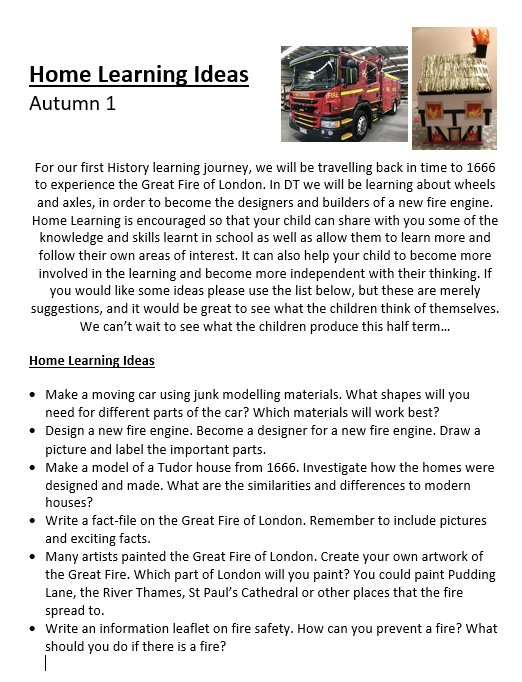 Home Learning Ideas
Autumn 1
For our first History learning journey, we will be travelling back in time to 1666
to experience the Great Fire of London. In DT we will be learning about wheels
and axles, in order to become the designers and builders of a new fire engine.
Home Learning is encouraged so that your child can share with you some of the
knowledge and skills learnt in school as well as allow them to learn more and
follow their own areas of interest. It can also help your child to become more
involved in the learning and become more independent with their thinking. If
you would like some ideas please use the list below, but these are merely
suggestions, and it would be great to see what the children think of themselves.
We can’t wait to see what the children produce this half term…
Home Learning Ideas
• Make a moving car using junk modelling materials. What shapes will you
need for different parts of the car? Which materials will work best?
• Design a new fire engine. Become a designer for a new fire engine. Draw a
picture and label the important parts.
• Make a model of a Tudor house from 1666. Investigate how the homes were
designed and made. What are the similarities and differences to modern
houses?
• Write a fact-file on the Great Fire of London. Remember to include pictures
and exciting facts.
• Many artists painted the Great Fire of London. Create your own artwork of
the Great Fire. Which part of London will you paint? You could paint Pudding
Lane, the River Thames, St Paul’s Cathedral or other places that the fire
spread to.
• Write an information leaflet on fire safety. How can you prevent a fire? What
should you do if there is a fire?